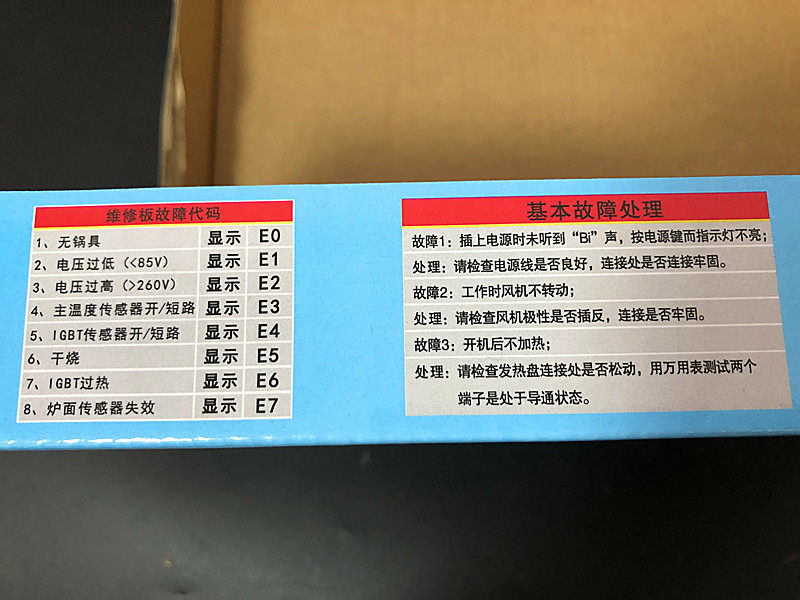 维修板故障代码
1、无锅具 显示 E0
2、电压过低（<85V） 显示 E1
3、电压过高（>260V） 显示 E2
4、主温度传感器开/短路 显示 E3
5、IGBT传感器开/短路 显示 E4
6、干烧 显示 E5
7、IGBT过热 显示 E6
8、炉面传感器失效 显示 E7
基本故障处理
故障1：插上电源时未听到“Bi”声，按电源键而指示灯不亮；
处理：请检查电源线是否良好，连接处是否连接牢固。
故障2：工作时风机不转动；
处理：请检查风机极性是否插反，连接是否牢固。
故障3：开机后不加热；
处理：请检查发热盘连接处是否松动，用万用表测试两个
端子是处于导通状态。